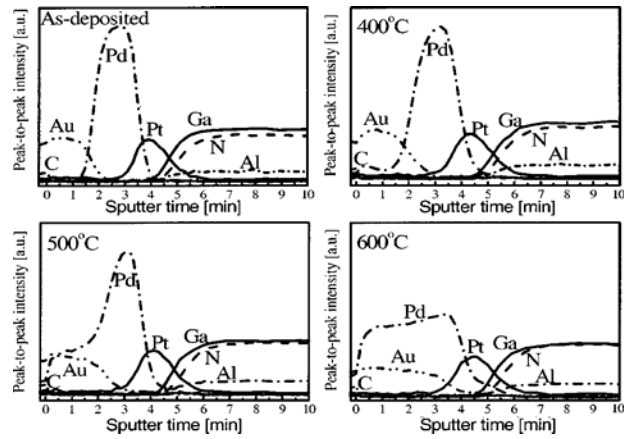 As-deposited
Peak-to-peak intensity [a.u.]
Pd
Au
C
Pt
Ga
N
Al
0 1 2 3 4 5 6 7 8 9 10
Sputter time [min]
400°C
Peak-to-peak intensity [a.u.]
Pd
Au
C
Pt
Ga
N
Al
0 1 2 3 4 5 6 7 8 9 10
Sputter time [min]
500°C
Peak-to-peak intensity [a.u.]
Pd
Au
C
Pt
Ga
N
Al
0 1 2 3 4 5 6 7 8 9 10
Sputter time [min]
600°C
Peak-to-peak intensity [a.u.]
Pd
Au
C
Pt
Ga
N
Al
0 1 2 3 4 5 6 7 8 9 10
Sputter time [min]